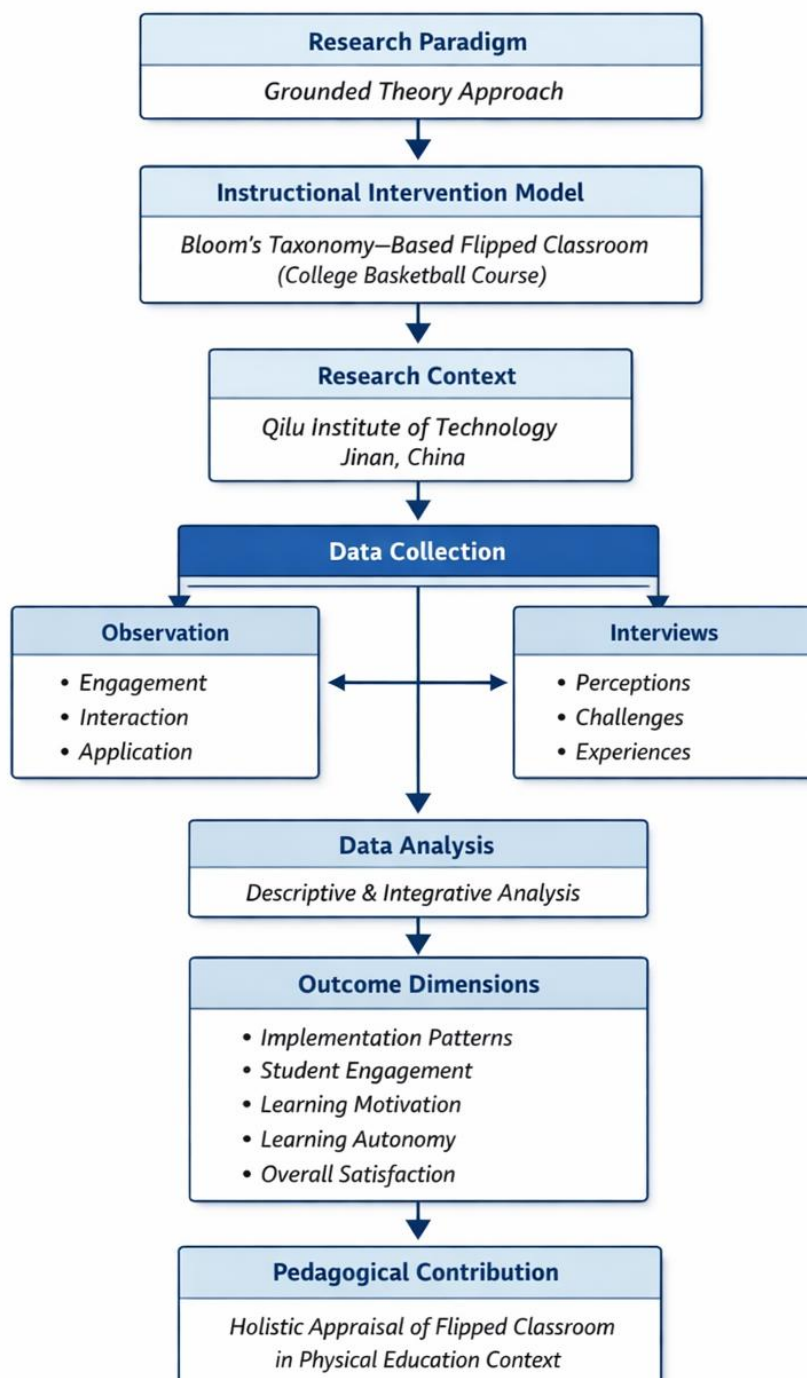 Research Paradigm
Grounded Theory Approach
Instructional Intervention Model
Bloom's Taxonomy—Based Flipped Classroom
(College Basketball Course)
Research Context
Qilu Institute of Technology
Jinan, China
Data Collection
Observation
• Engagement
• Interaction
• Application
Interviews
• Perceptions
• Challenges
• Experiences
Data Analysis
Descriptive & Integrative Analysis
Outcome Dimensions
• Implementation Patterns
• Student Engagement
• Learning Motivation
• Learning Autonomy
• Overall Satisfaction
Pedagogical Contribution
Holistic Appraisal of Flipped Classroom
in Physical Education Context